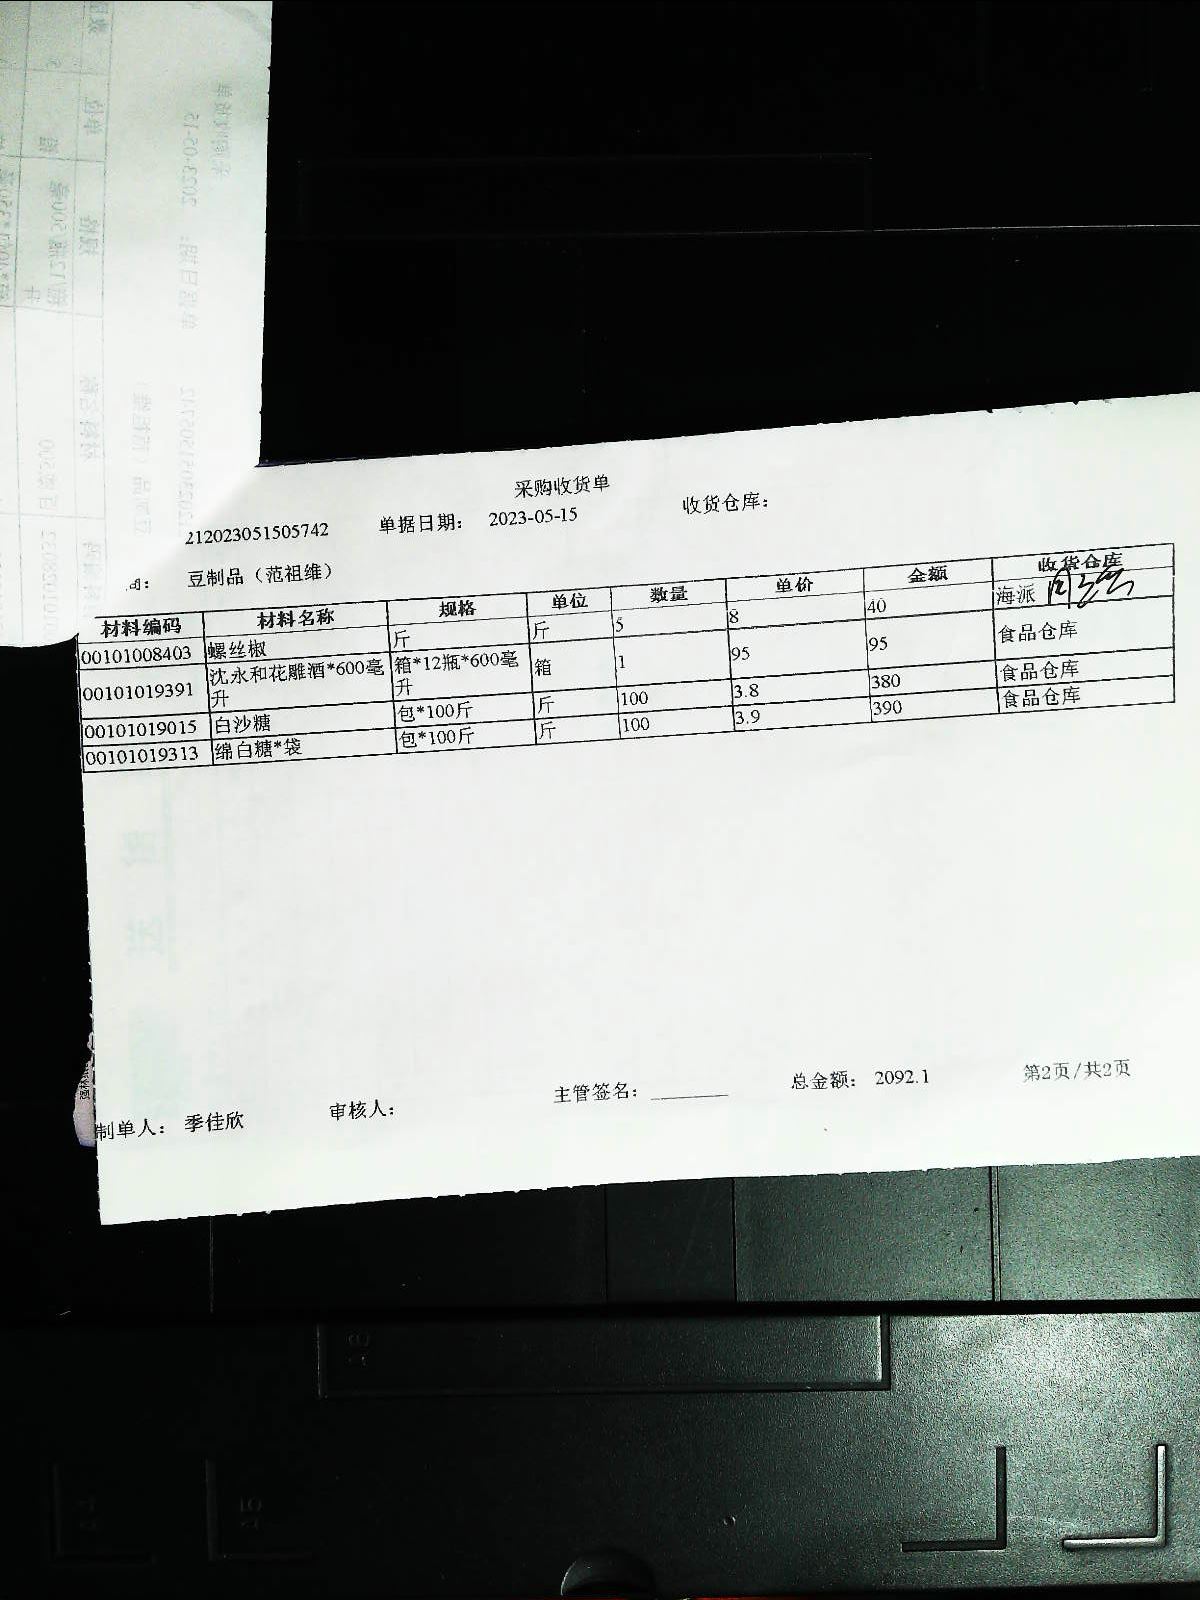 采购收货单
212023051505742 单据日期： 2023-05-15 收货仓库：
豆制品（范祖维）
材料编码 材料名称 规格 单位 数量 单价 金额 收货仓库
00101008403 螺丝椒 斤 斤 5 8 40 海派
00101019391 沈永和花雕酒*600毫升 箱*12瓶*600毫升 箱 1 95 95 食品仓库
00101019015 白沙糖 包*100斤 斤 100 3.8 380 食品仓库
00101019313 绵白糖*袋 包*100斤 斤 100 3.9 390 食品仓库
制单人： 季佳欣 审核人： 主管签名：________ 总金额： 2092.1 第2页/共2页